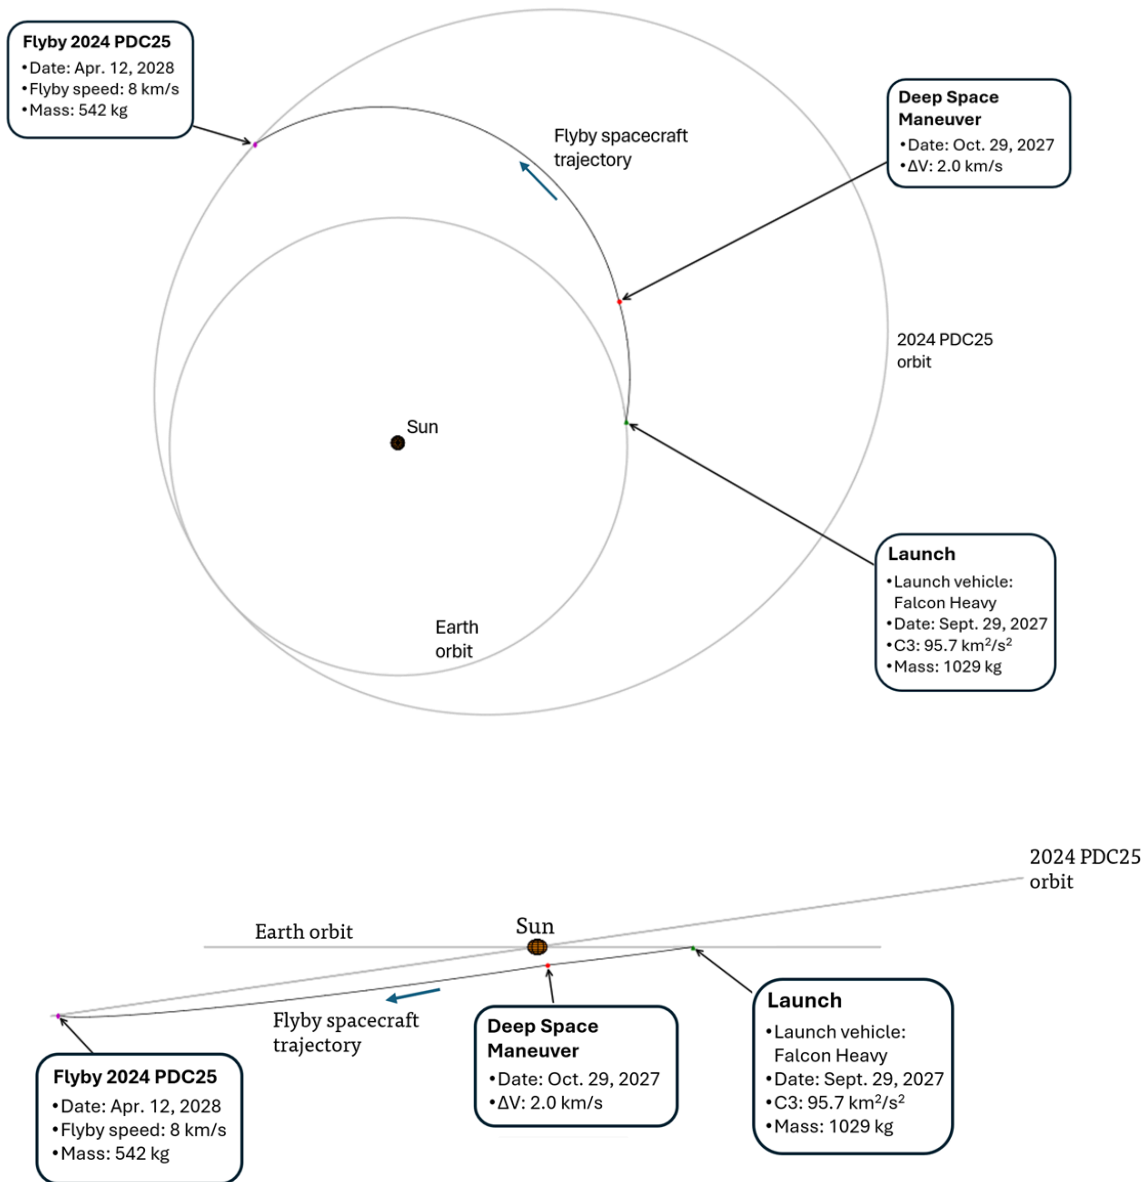 Flyby 2024 PDC25
•Date: Apr. 12, 2028
•Flyby speed: 8 km/s
•Mass: 542 kg
Deep Space
Maneuver
•Date: Oct. 29, 2027
•ΔV: 2.0 km/s
Flyby spacecraft
trajectory
2024 PDC25
orbit
Sun
Launch
•Launch vehicle:
Falcon Heavy
•Date: Sept. 29, 2027
•C3: 95.7 km²/s²
•Mass: 1029 kg
Earth
orbit
2024 PDC25
orbit
Earth orbit
Sun
Flyby spacecraft
trajectory
Deep Space
Maneuver
•Date: Oct. 29, 2027
•ΔV: 2.0 km/s
Launch
•Launch vehicle:
Falcon Heavy
•Date: Sept. 29, 2027
•C3: 95.7 km²/s²
•Mass: 1029 kg
Flyby 2024 PDC25
•Date: Apr. 12, 2028
•Flyby speed: 8 km/s
•Mass: 542 kg